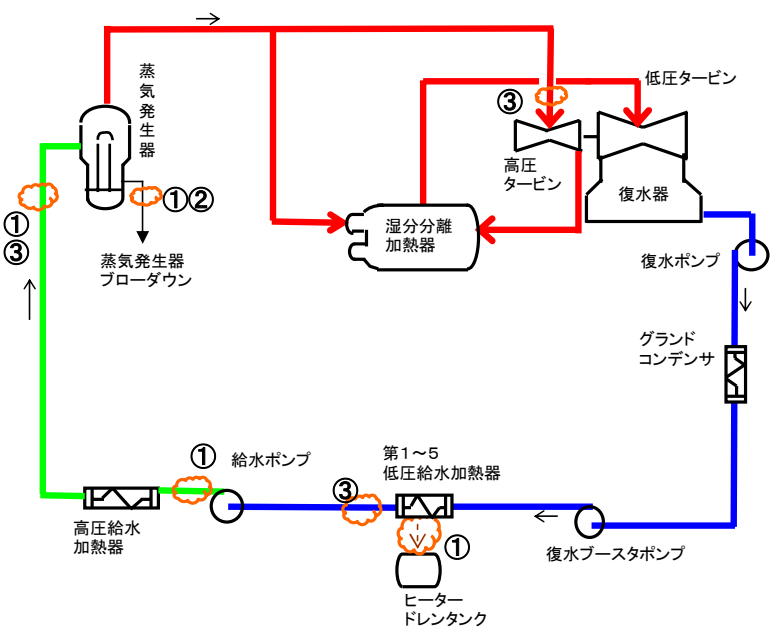 蒸
気
発
生
器
低圧タービン
③
高圧
タービン
復水器
①②
①
③
湿分分離
加熱器
蒸気発生器
ブローダウン
復水ポンプ
グランド
コンデンサ
①
給水ポンプ
第1～5
低圧給水加熱器
③
高圧給水
加熱器
①
復水ブースタポンプ
ヒーター
ドレンタンク